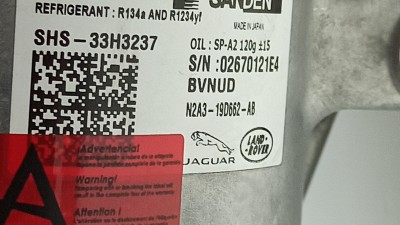 SANDEN
REFRIGERANT : R134a AND R1234yf
MADE IN JAPAN
SHS-33H3237
OIL : SP-A2 120g ±15
S/N :02670121E4
BVNUD
N2A3-19D662-AB
JAGUAR
LAND-
ROVER
¡Advertencia!
Warning!
Attention !
A